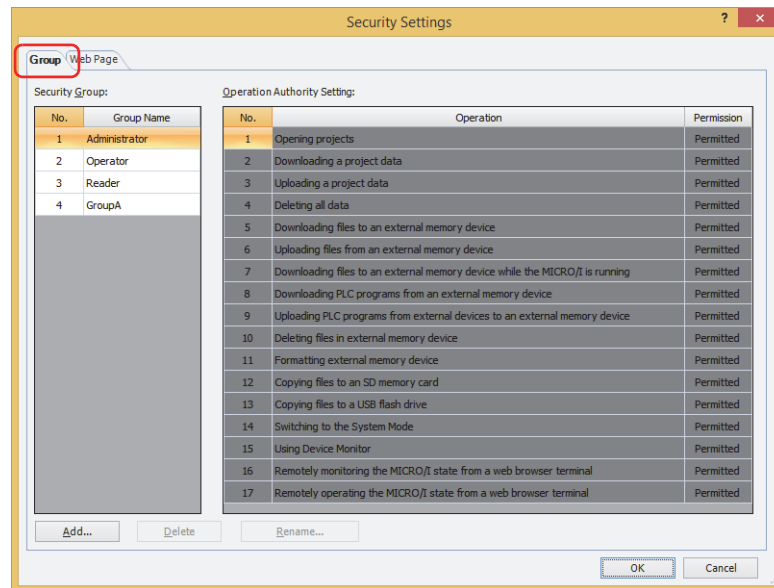 Security Settings
? ×
Group Web Page
Security Group: Operation Authority Setting:
No. Group Name No. Operation Permission
1 Administrator 1 Opening projects Permitted
2 Operator 2 Downloading a project data Permitted
3 Reader 3 Uploading a project data Permitted
4 GroupA 4 Deleting all data Permitted
5 Downloading files to an external memory device Permitted
6 Uploading files from an external memory device Permitted
7 Downloading files to an external memory device while the MICRO/I is running Permitted
8 Downloading PLC programs from an external memory device Permitted
9 Uploading PLC programs from external devices to an external memory device Permitted
10 Deleting files in external memory device Permitted
11 Formatting external memory device Permitted
12 Copying files to an SD memory card Permitted
13 Copying files to a USB flash drive Permitted
14 Switching to the System Mode Permitted
15 Using Device Monitor Permitted
16 Remotely monitoring the MICRO/I state from a web browser terminal Permitted
17 Remotely operating the MICRO/I state from a web browser terminal Permitted
Add... Delete Rename...
OK Cancel